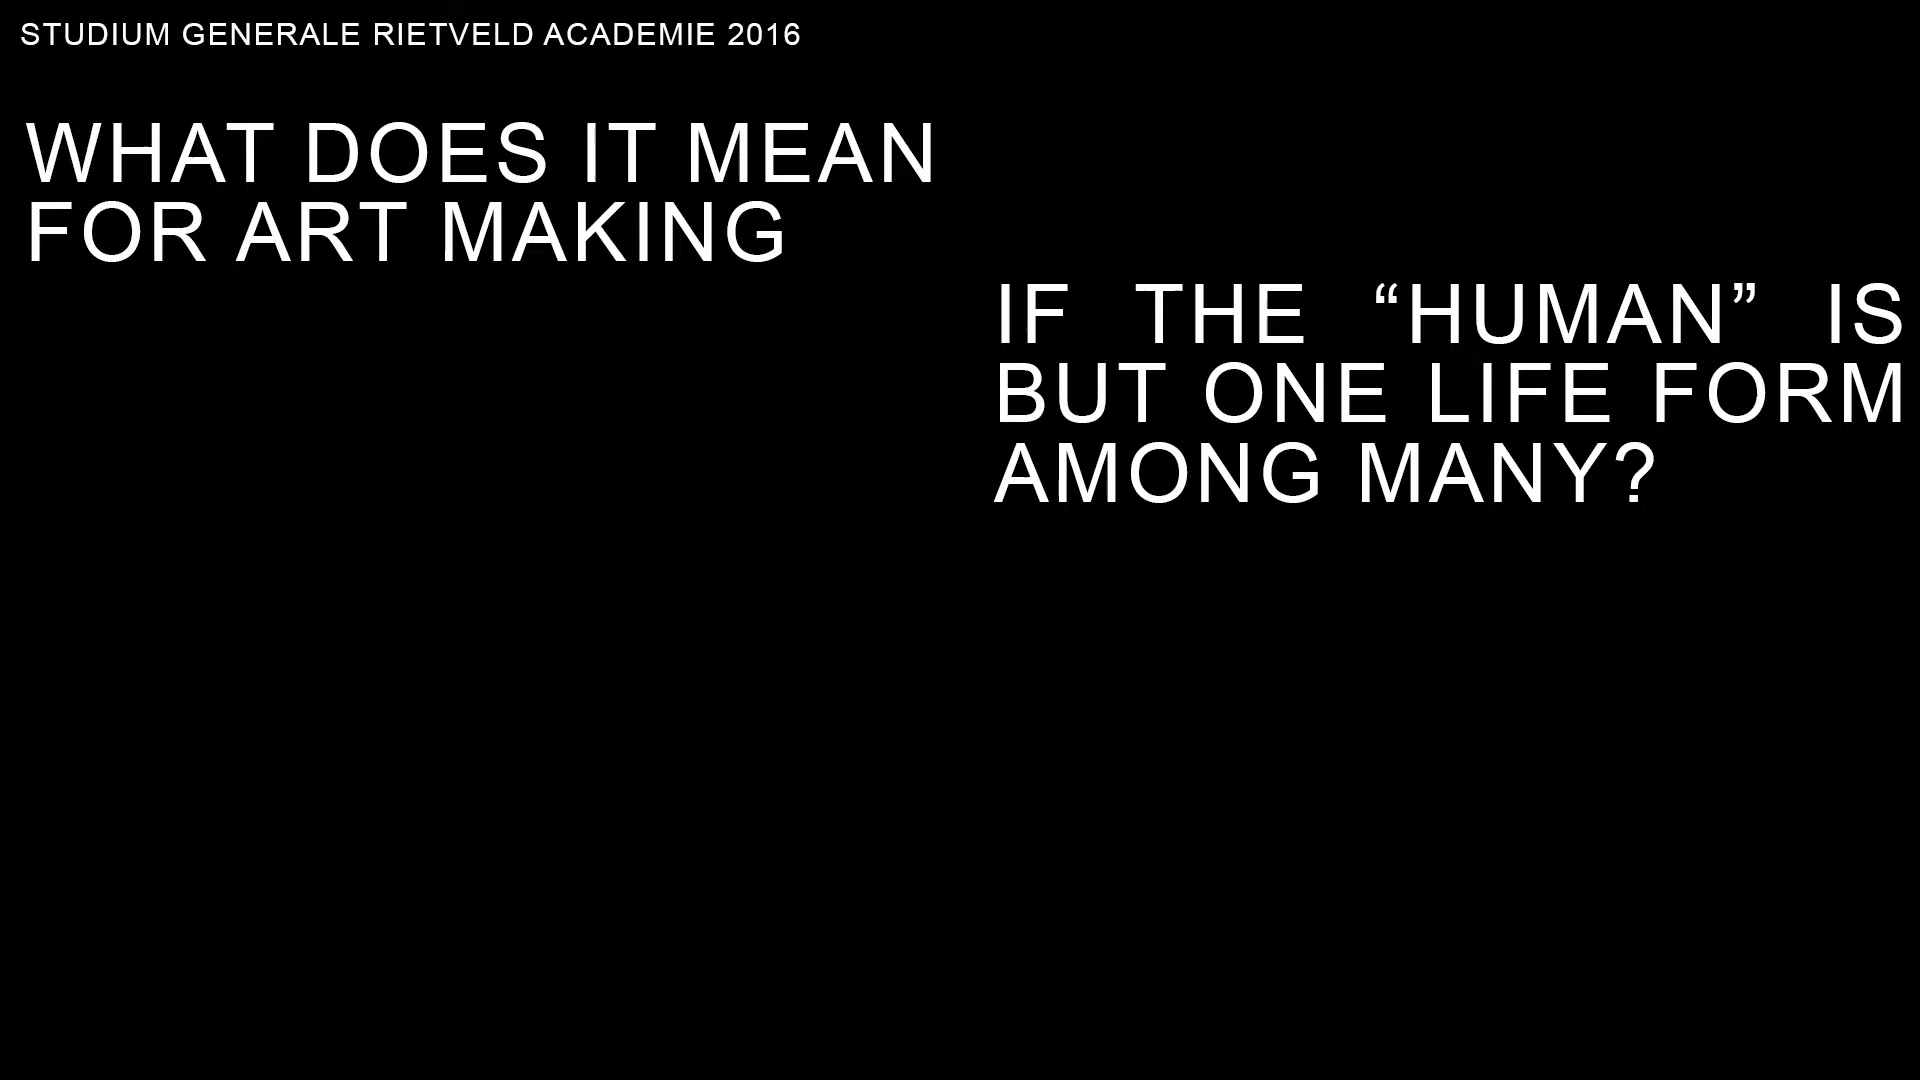 STUDIUM GENERALE RIETVELD ACADEMIE 2016
WHAT DOES IT MEAN
FOR ART MAKING
IF THE “HUMAN” IS
BUT ONE LIFE FORM
AMONG MANY?